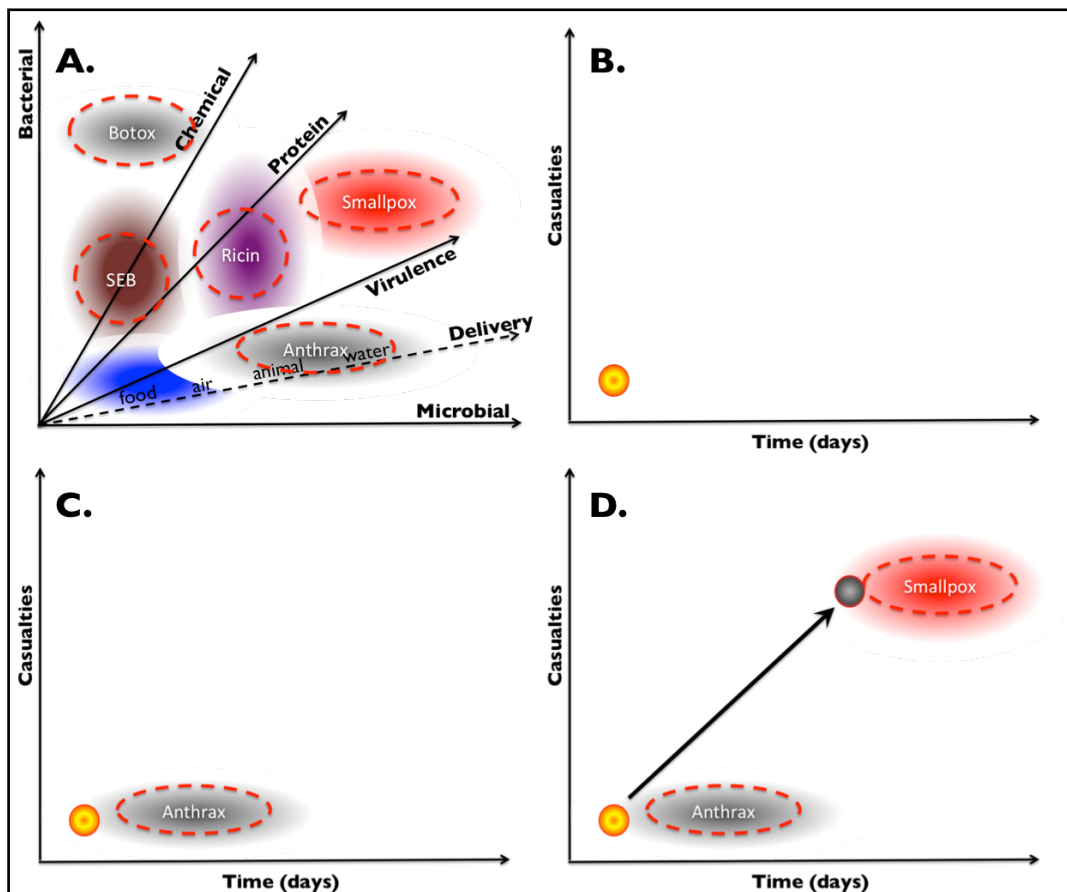 A.
Bacterial
Chemical
Protein
Virulence
Delivery
Microbial
Botox
SEB
Ricin
Smallpox
Anthrax
food
air
animal
water
B.
Casualties
Time (days)
C.
Casualties
Anthrax
Time (days)
D.
Casualties
Smallpox
Anthrax
Time (days)